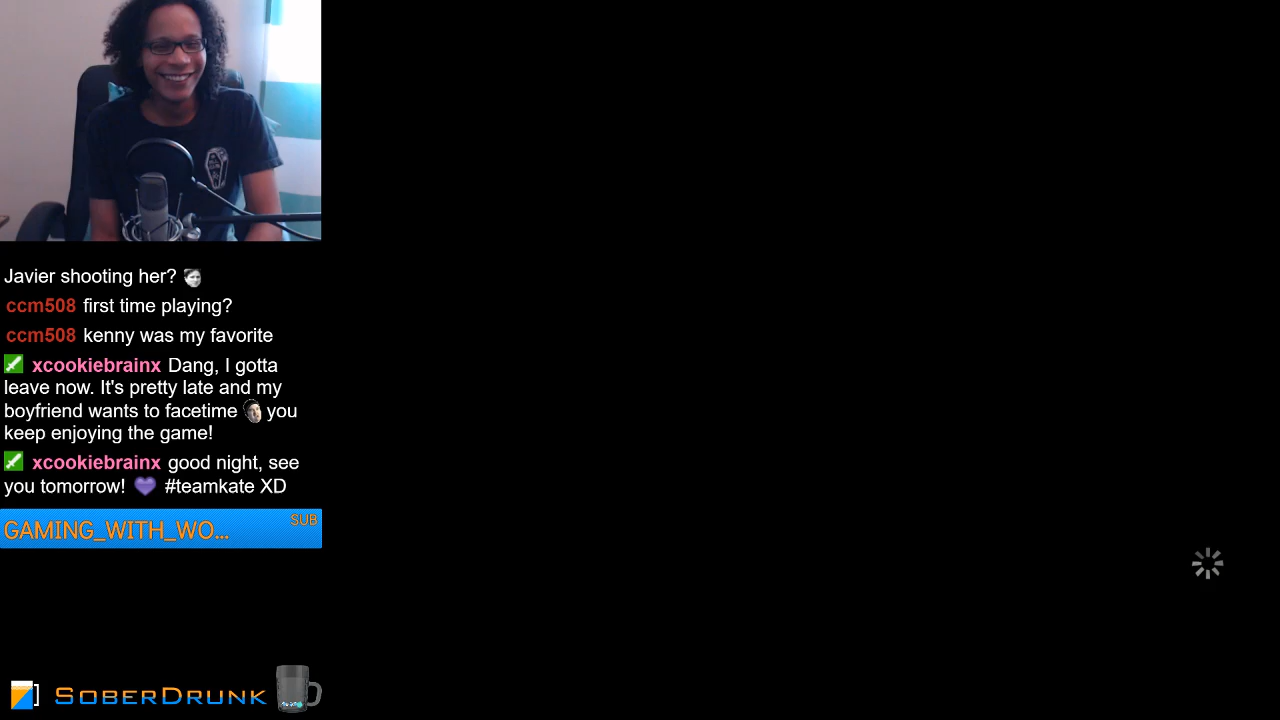 Javier shooting her?
ccm508 first time playing?
ccm508 kenny was my favorite
xcookiebrainx Dang, I gotta
leave now. It's pretty late and my
boyfriend wants to facetime you
keep enjoying the game!
xcookiebrainx good night, see
you tomorrow! #teamkate XD
GAMING_WITH_WO... SUB
SOBERDRUNK